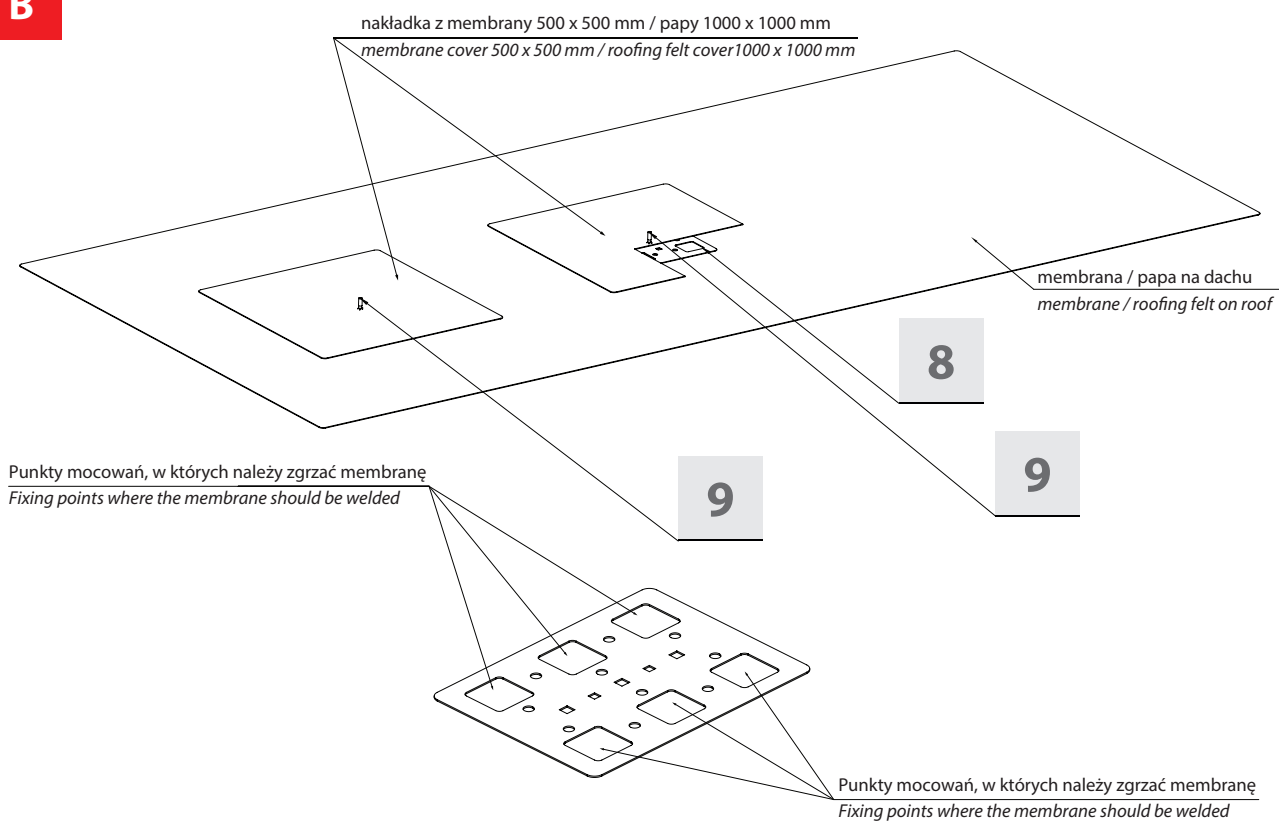 B
nakładka z membrany 500 x 500 mm / papy 1000 x 1000 mm
membrane cover 500 x 500 mm / roofing felt cover1000 x 1000 mm
membrana / papa na dachu
membrane / roofing felt on roof
8
9
9
Punkty mocowań, w których należy zgrzać membranę
Fixing points where the membrane should be welded
Punkty mocowań, w których należy zgrzać membranę
Fixing points where the membrane should be welded